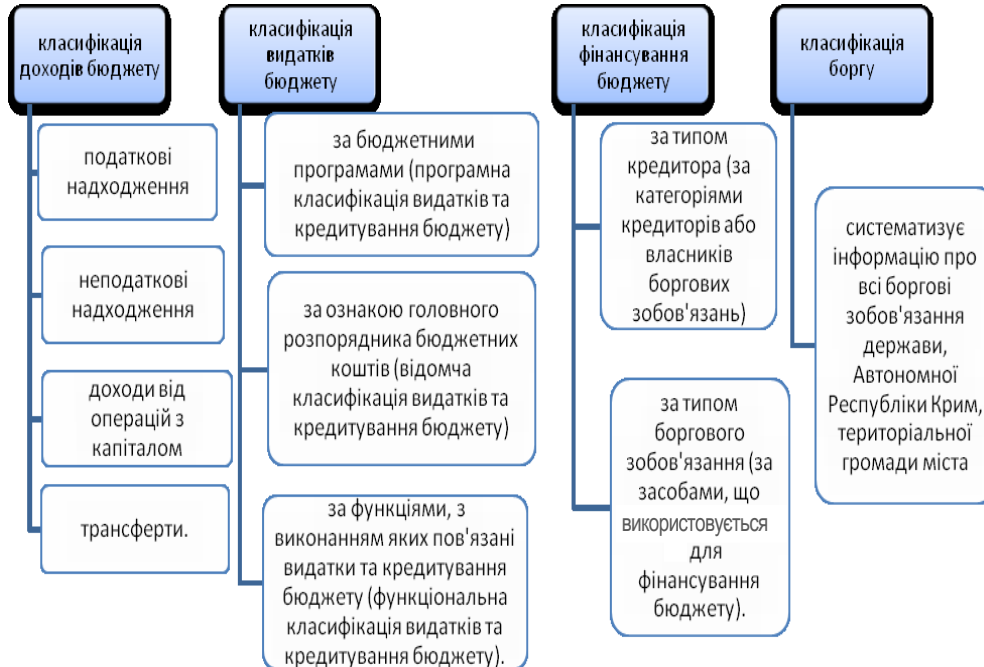 класифікація
доходів бюджету
податкові
надходження
неподаткові
надходження
доходи від
операцій з
капіталом
трансферти.
класифікація
видатків
бюджету
за бюджетними
програмами (програмна
класифікація видатків та
кредитування бюджету)
за ознакою головного
розпорядника бюджетних
коштів (відомча
класифікація видатків та
кредитування бюджету)
за функціями, з
виконанням яких пов'язані
видатки та кредитування
бюджету (функціональна
класифікація видатків та
кредитування бюджету).
класифікація
фінансування
бюджету
за типом
кредитора (за
категоріями
кредиторів або
власників
боргових
зобов'язань)
за типом
боргового
зобов'язання (за
засобами, що
використовується
для
фінансування
бюджету).
класифікація
боргу
систематизує
інформацію про
всі боргові
зобов'язання
держави,
Автономної
Республіки Крим,
територіальної
громади міста